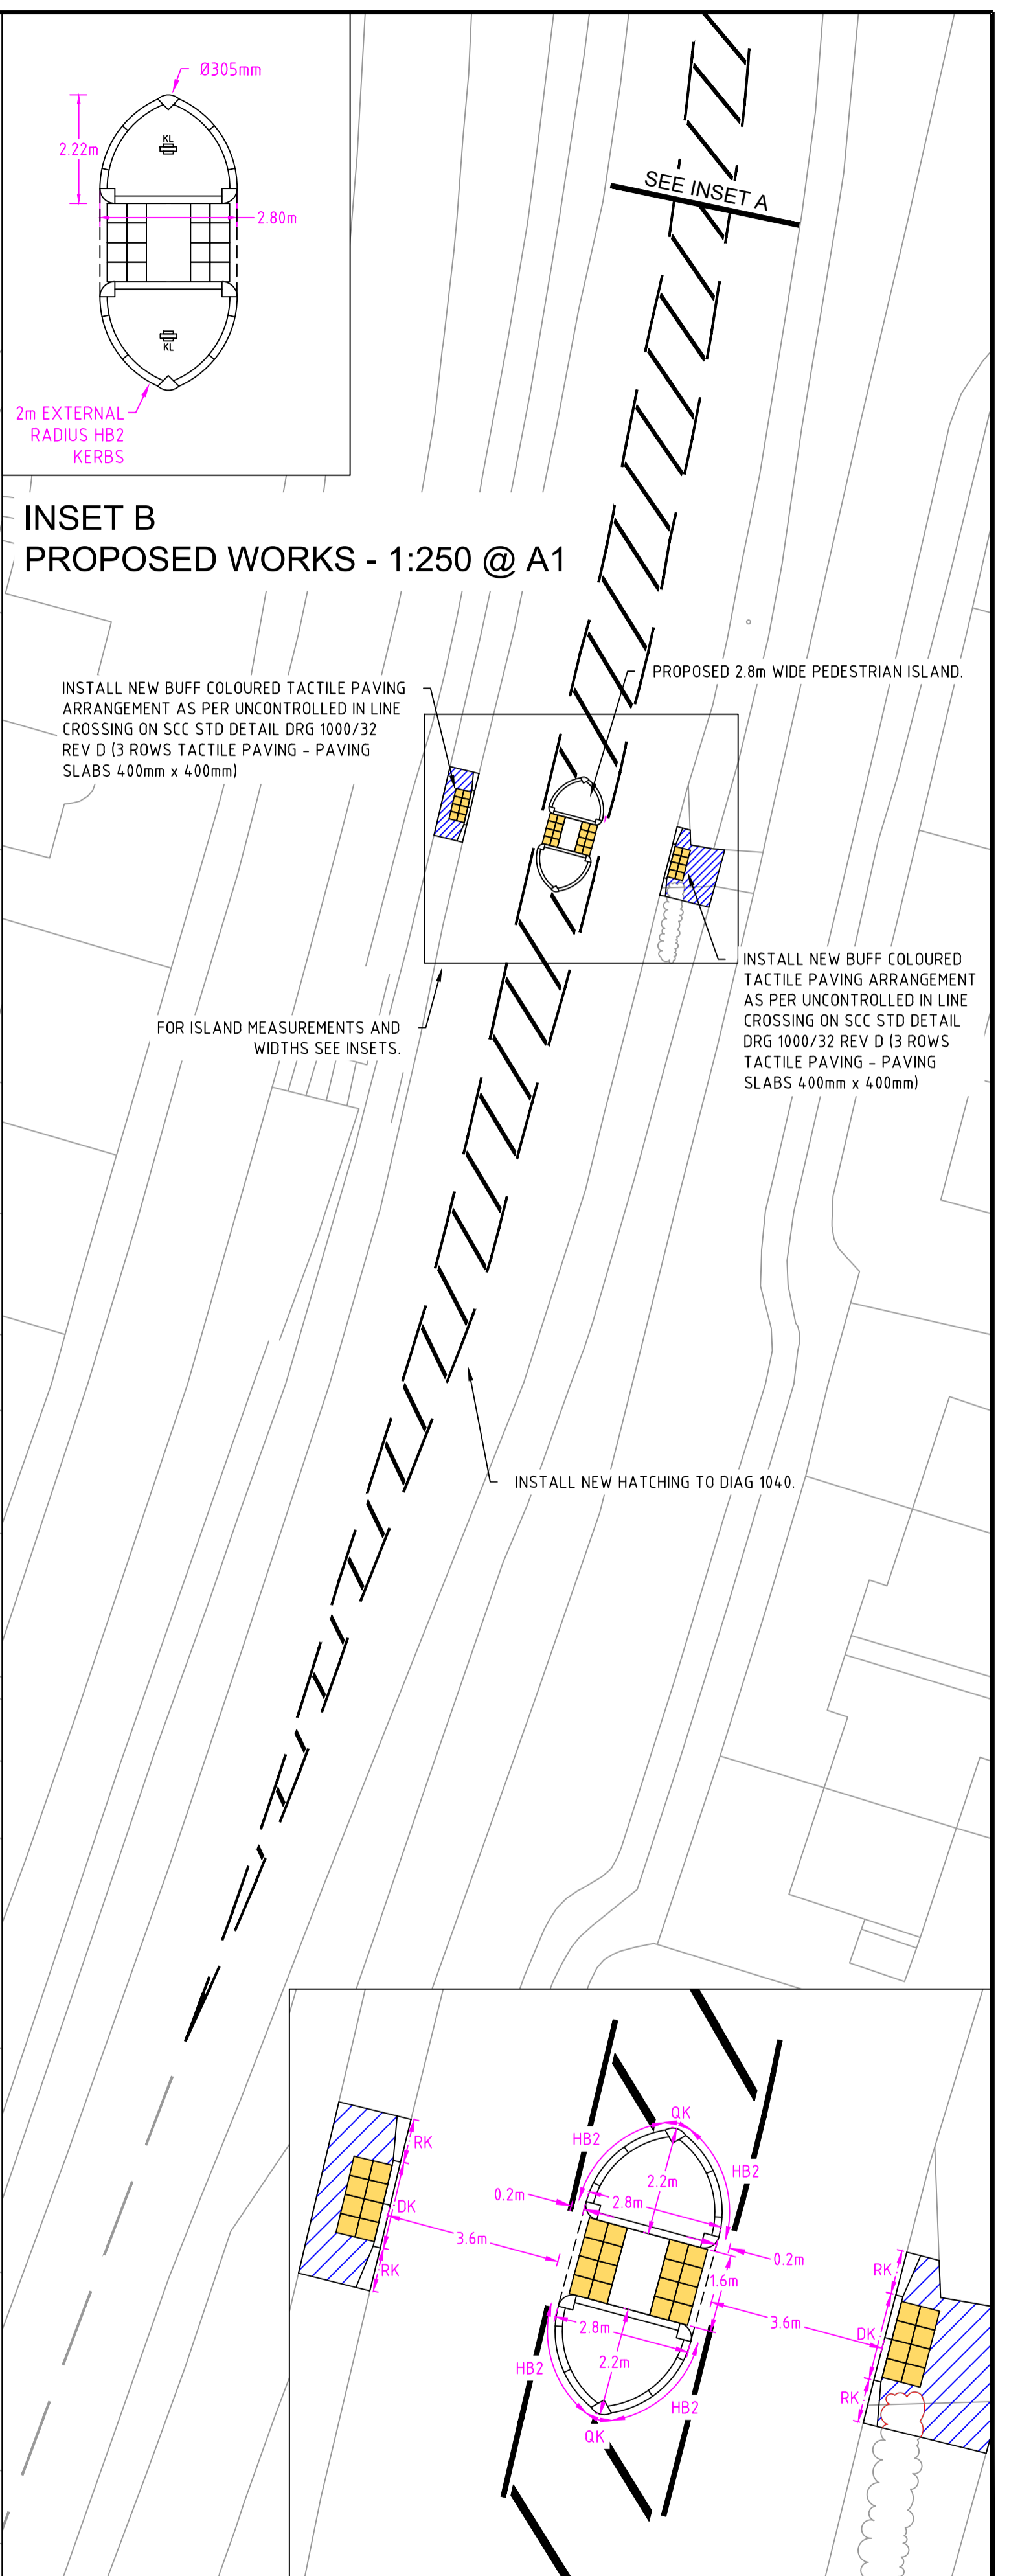 Ø305mm
KL
2.22m
2.80m
KL
2m EXTERNAL
RADIUS HB2
KERBS
SEE INSET A
INSET B
PROPOSED WORKS - 1:250 @ A1
PROPOSED 2.8m WIDE PEDESTRIAN ISLAND.
INSTALL NEW BUFF COLOURED TACTILE PAVING
ARRANGEMENT AS PER UNCONTROLLED IN LINE
CROSSING ON SCC STD DETAIL DRG 1000/32
REV D (3 ROWS TACTILE PAVING - PAVING
SLABS 400mm x 400mm)
INSTALL NEW BUFF COLOURED
TACTILE PAVING ARRANGEMENT
AS PER UNCONTROLLED IN LINE
CROSSING ON SCC STD DETAIL
DRG 1000/32 REV D (3 ROWS
TACTILE PAVING - PAVING
SLABS 400mm x 400mm)
FOR ISLAND MEASUREMENTS AND
WIDTHS SEE INSETS.
INSTALL NEW HATCHING TO DIAG 1040.
QK
HB2
RK
HB2
2.2m
0.2m
2.8m
DK
3.6m
0.2m
RK
RK
1.6m
3.6m
2.8m
DK
2.2m
HB2
RK
HB2
QK